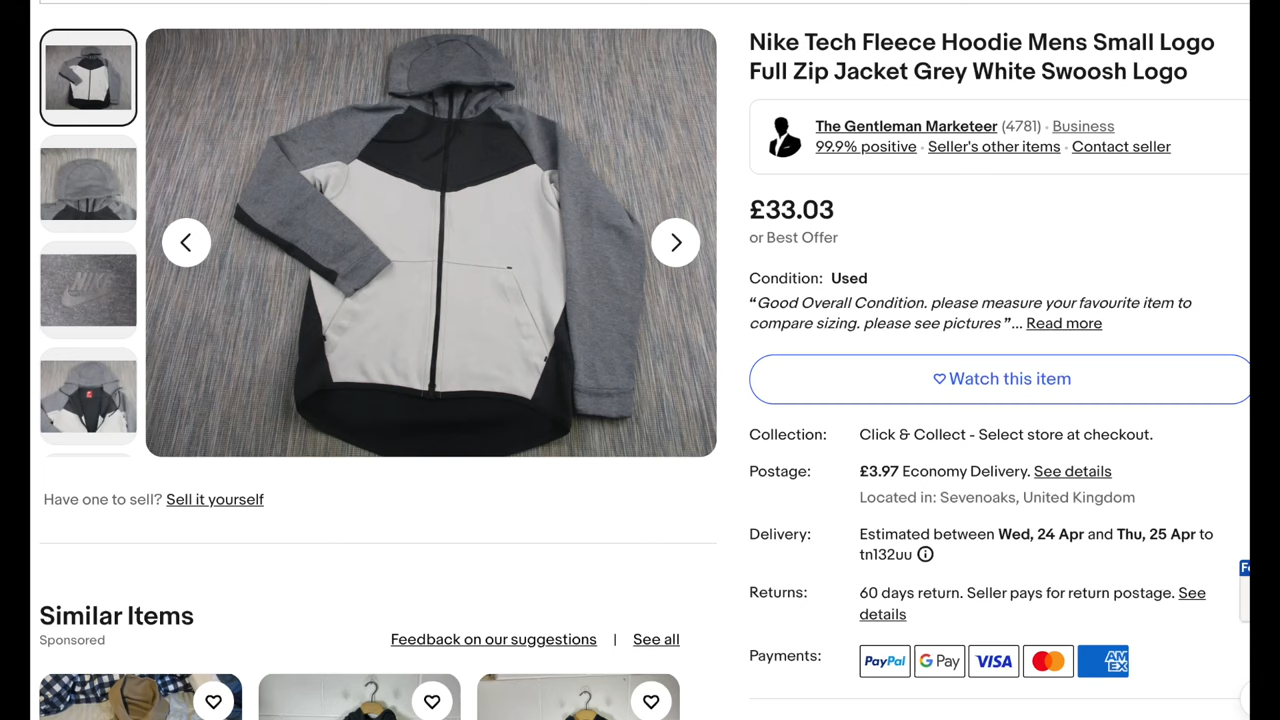 Nike Tech Fleece Hoodie Mens Small Logo
Full Zip Jacket Grey White Swoosh Logo
The Gentleman Marketeer (4781) · Business
99.9% positive · Seller's other items · Contact seller
£33.03
or Best Offer
Condition: Used
“Good Overall Condition. please measure your favourite item to
compare sizing. please see pictures ”... Read more
Watch this item
Collection: Click & Collect - Select store at checkout.
Postage: £3.97 Economy Delivery. See details
Located in: Sevenoaks, United Kingdom
Delivery: Estimated between Wed, 24 Apr and Thu, 25 Apr to
tn132uu
Returns: 60 days return. Seller pays for return postage. See
details
Payments: PayPal G Pay VISA AMEX
NIKE
Have one to sell? Sell it yourself
Similar Items
Sponsored
Feedback on our suggestions | See all